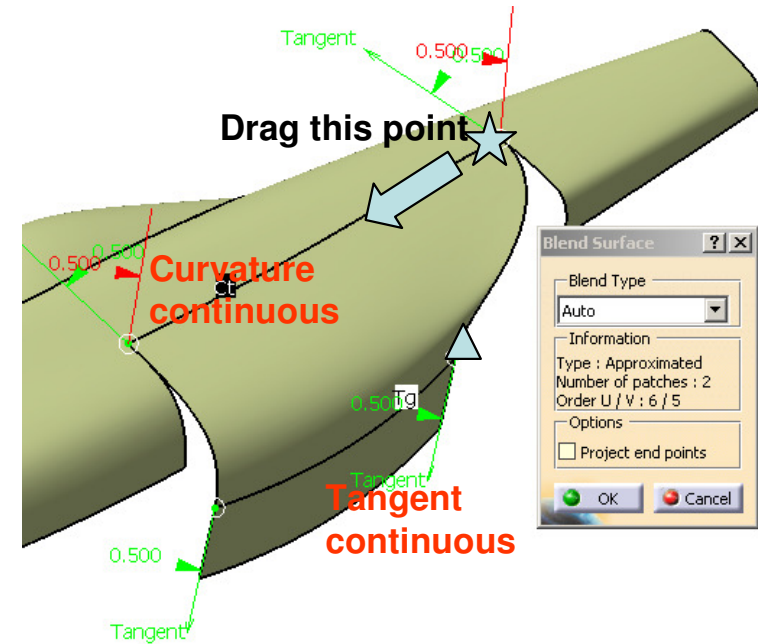 Tangent
0.500
0.500
Drag this point
0.500
0.500
Curvature
continuous
Ct
Tg
0.500
Tangent
Tangent
continuous
0.500
Tangent
Blend Surface
Blend Type
Auto
Information
Type : Approximated
Number of patches : 2
Order U / V : 6 / 5
Options
Project end points
OK
Cancel